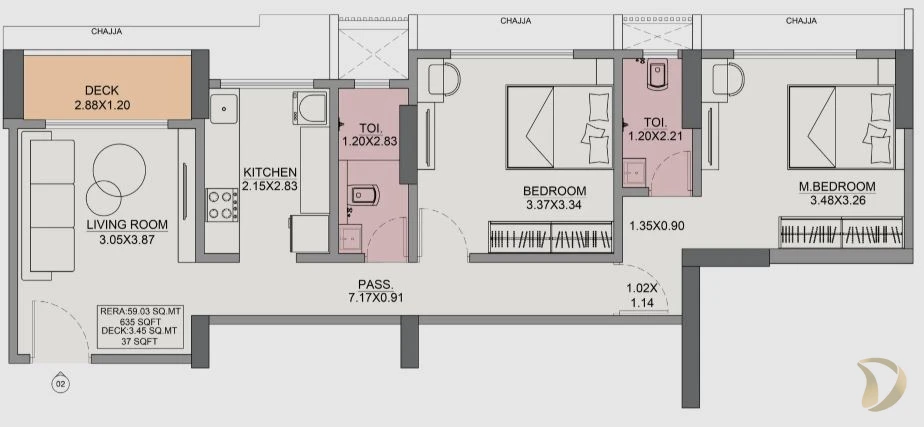 CHAJJA
CHAJJA
CHAJJA
DECK
2.88X1.20
TOI.
1.20X2.83
TOI.
1.20X2.21
KITCHEN
2.15X2.83
BEDROOM
3.37X3.34
M.BEDROOM
3.48X3.26
LIVING ROOM
3.05X3.87
1.35X0.90
PASS.
7.17X0.91
1.02X
1.14
RERA:59.03 SQ.MT
635 SQFT
DECK:3.45 SQ.MT
37 SQFT
02